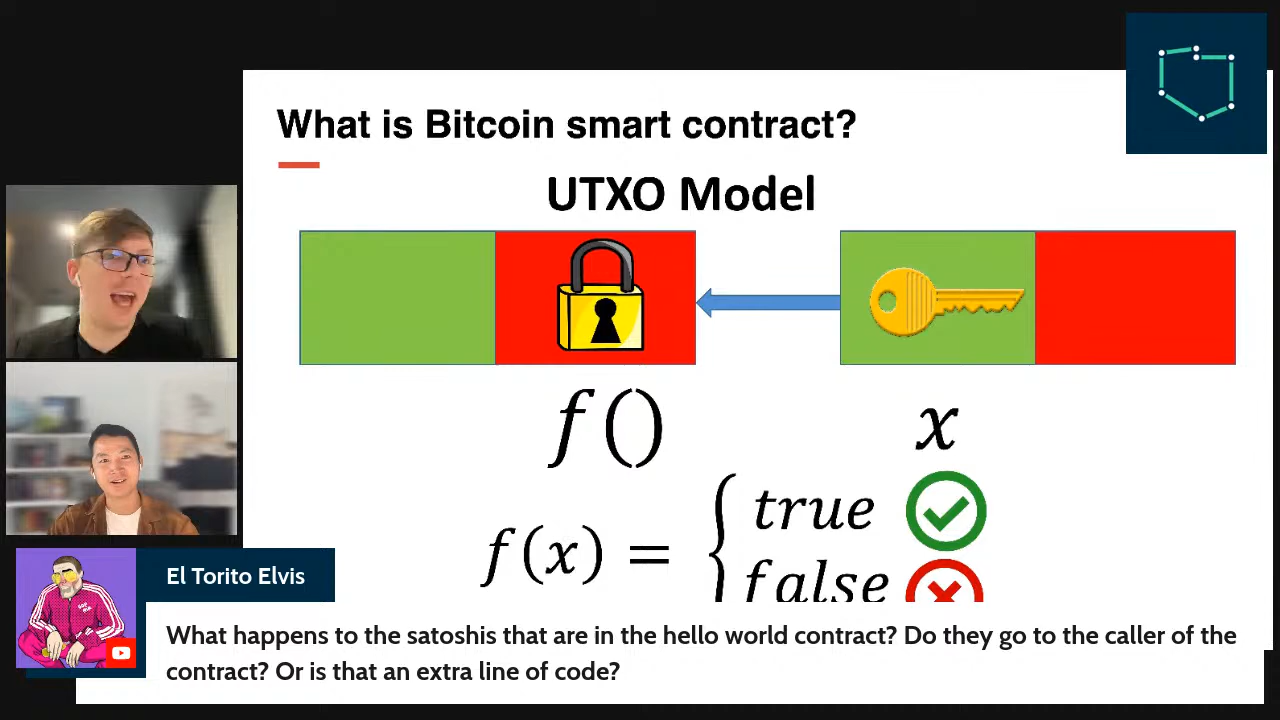 What is Bitcoin smart contract?
UTXO Model
f() x
f(x) = { true
false
El Torito Elvis
What happens to the satoshis that are in the hello world contract? Do they go to the caller of the
contract? Or is that an extra line of code?